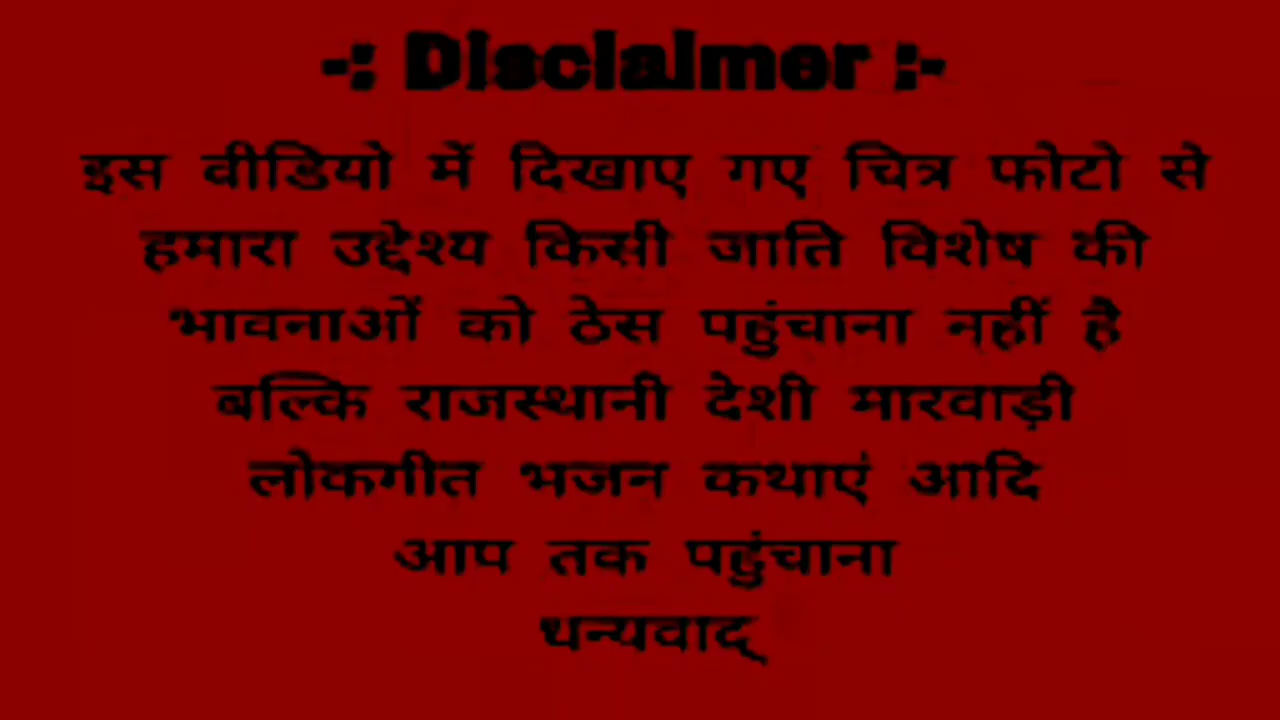 -: Disclaimer :-
इस वीडियो में दिखाए गए चित्र फोटो से
हमारा उद्देश्य किसी जाति विशेष की
भावनाओं को ठेस पहुंचाना नहीं है
बल्कि राजस्थानी देशी मारवाड़ी
लोकगीत भजन कथाएं आदि
आप तक पहुंचाना
धन्यवाद्